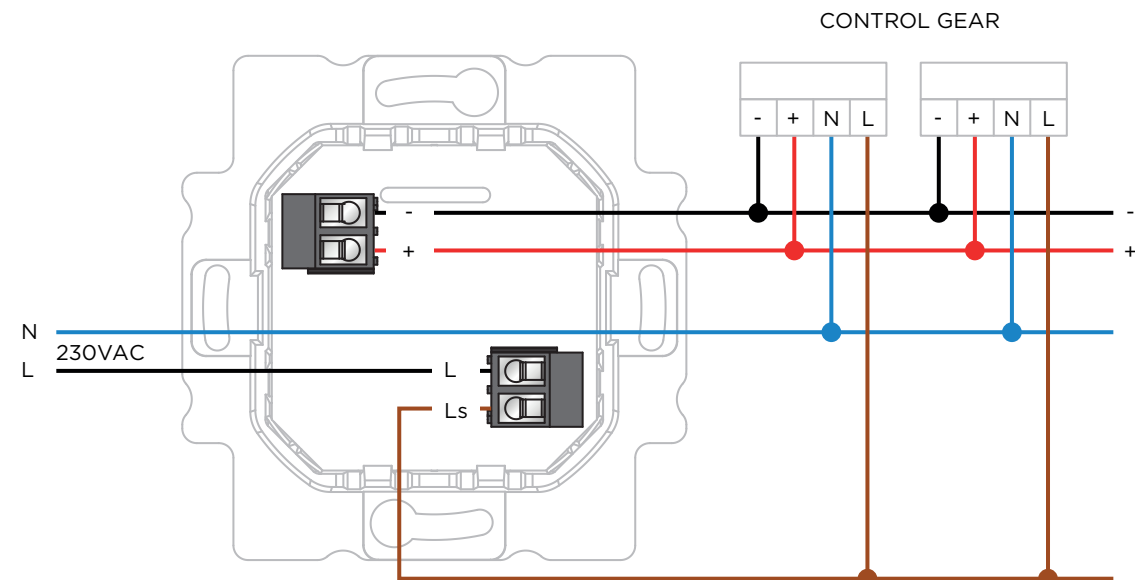 CONTROL GEAR
- + N L - + N L
- -
+ +
N
230VAC
L L
Ls